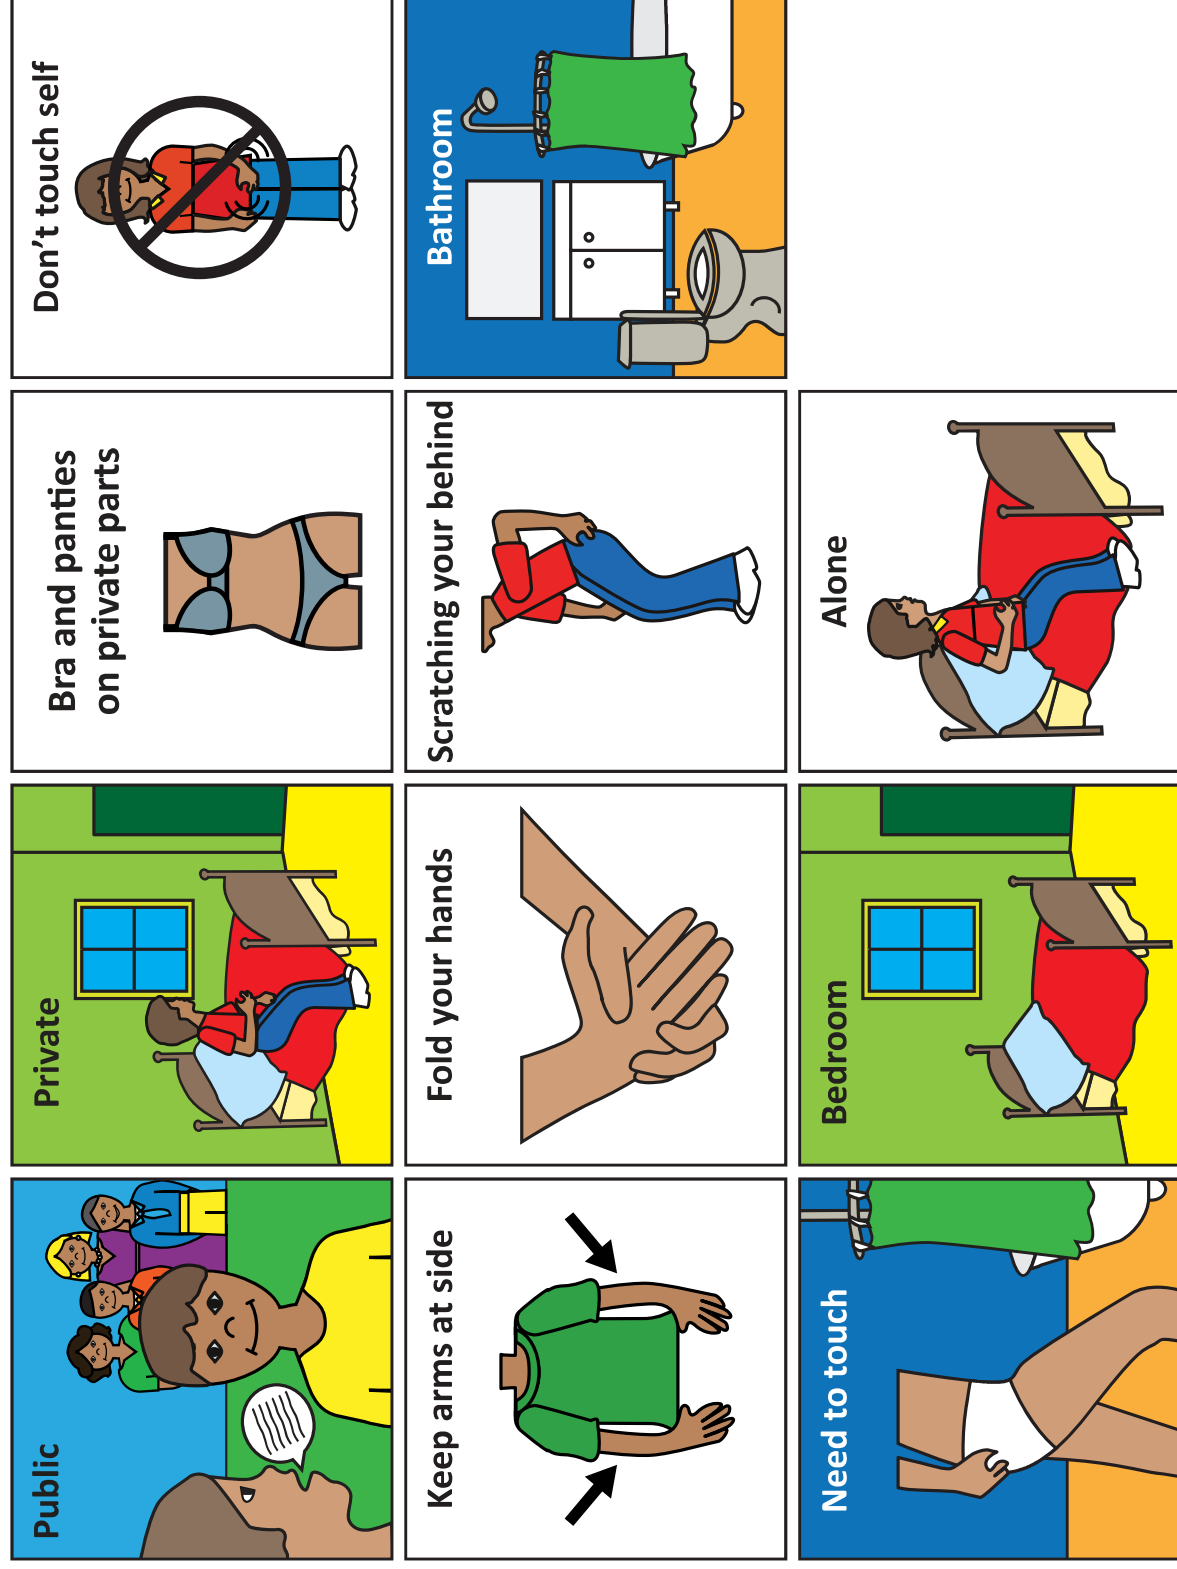 Public
Private
Bra and panties
on private parts
Don’t touch self
Keep arms at side
Fold your hands
Scratching your behind
Bathroom
Need to touch
Bedroom
Alone